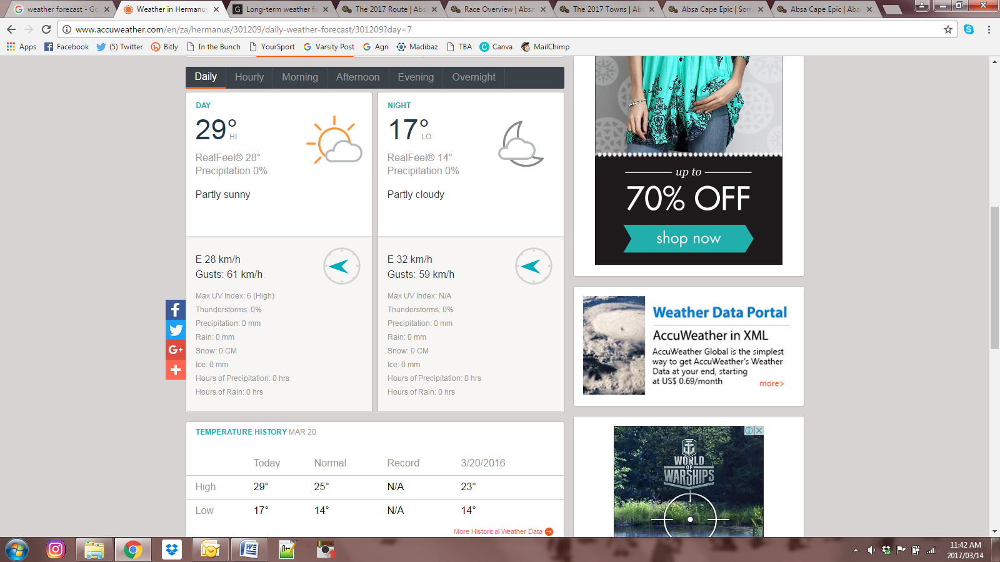 weather forecast - Go
Weather in Hermanus
Long-term weather fo
The 2017 Route | Abs
Race Overview | Absa
The 2017 Towns | Abs
Absa Cape Epic | Som
Absa Cape Epic | Absa
www.accuweather.com/en/za/hermanus/301209/daily-weather-forecast/301209?day=7
Apps Facebook (5) Twitter Bitly In the Bunch YourSport Varsity Post Agri Madibaz TBA Canva MailChimp
Daily Hourly Morning Afternoon Evening Overnight
DAY
29° HI
RealFeel® 28°
Precipitation 0%
Partly sunny
E 28 km/h
Gusts: 61 km/h
Max UV Index: 6 (High)
Thunderstorms: 0%
Precipitation: 0 mm
Rain: 0 mm
Snow: 0 CM
Ice: 0 mm
Hours of Precipitation: 0 hrs
Hours of Rain: 0 hrs
NIGHT
17° LO
RealFeel® 14°
Precipitation 0%
Partly cloudy
E 32 km/h
Gusts: 59 km/h
Max UV Index: N/A
Thunderstorms: 0%
Precipitation: 0 mm
Rain: 0 mm
Snow: 0 CM
Ice: 0 mm
Hours of Precipitation: 0 hrs
Hours of Rain: 0 hrs
TEMPERATURE HISTORY MAR 20
Today Normal Record 3/20/2016
High 29° 25° N/A 23°
Low 17° 14° N/A 14°
More Historical Weather Data
up to
70% OFF
shop now
Weather Data Portal
AccuWeather in XML
AccuWeather Global is the simplest
way to get AccuWeather's Weather
Data at your end, starting
at US$ 0.69/month
more>
WORLD
OF
WARSHIPS
11:42 AM
2017/03/14